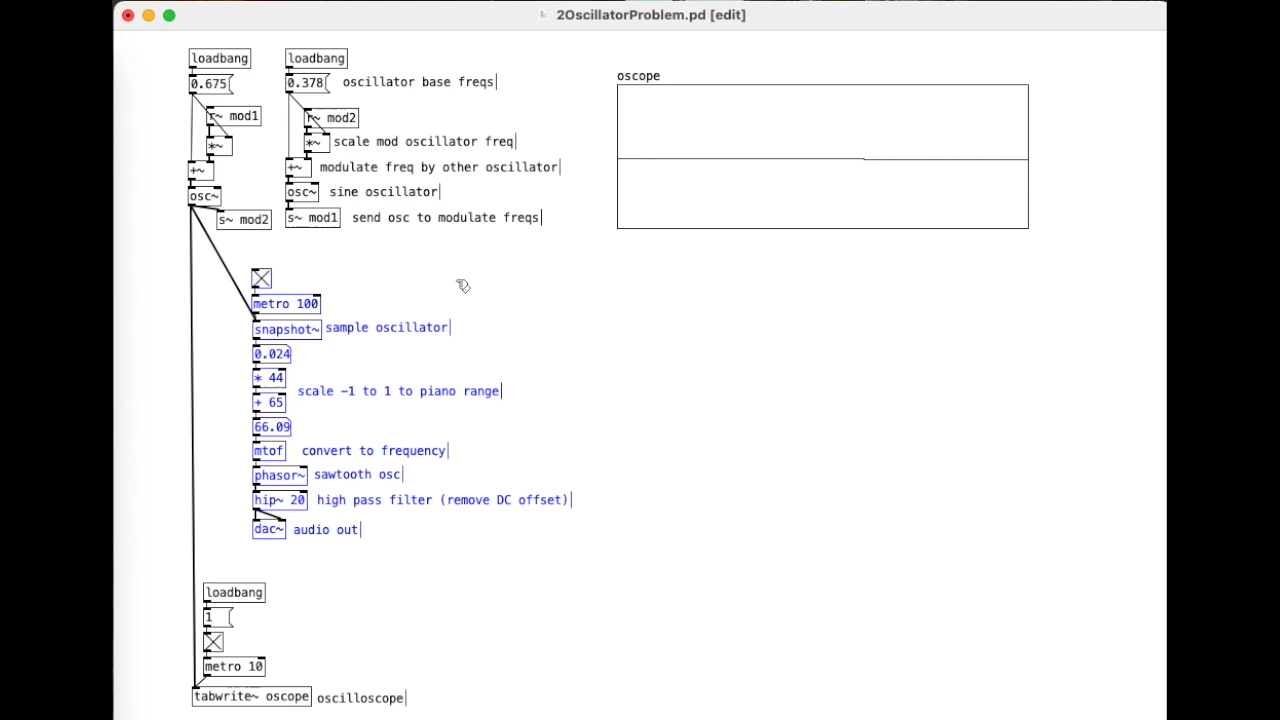 2OscillatorProblem.pd [edit]
loadbang loadbang
0.675 0.378 oscillator base freqs
oscope
r~ mod1 r~ mod2
*~ *~ scale mod oscillator freq
+~ +~ modulate freq by other oscillator
osc~ osc~ sine oscillator
s~ mod2 s~ mod1 send osc to modulate freqs
metro 100
snapshot~ sample oscillator
0.024
* 44
scale -1 to 1 to piano range
+ 65
66.09
mtof convert to frequency
phasor~ sawtooth osc
hip~ 20 high pass filter (remove DC offset)
dac~ audio out
loadbang
1
metro 10
tabwrite~ oscope oscilloscope